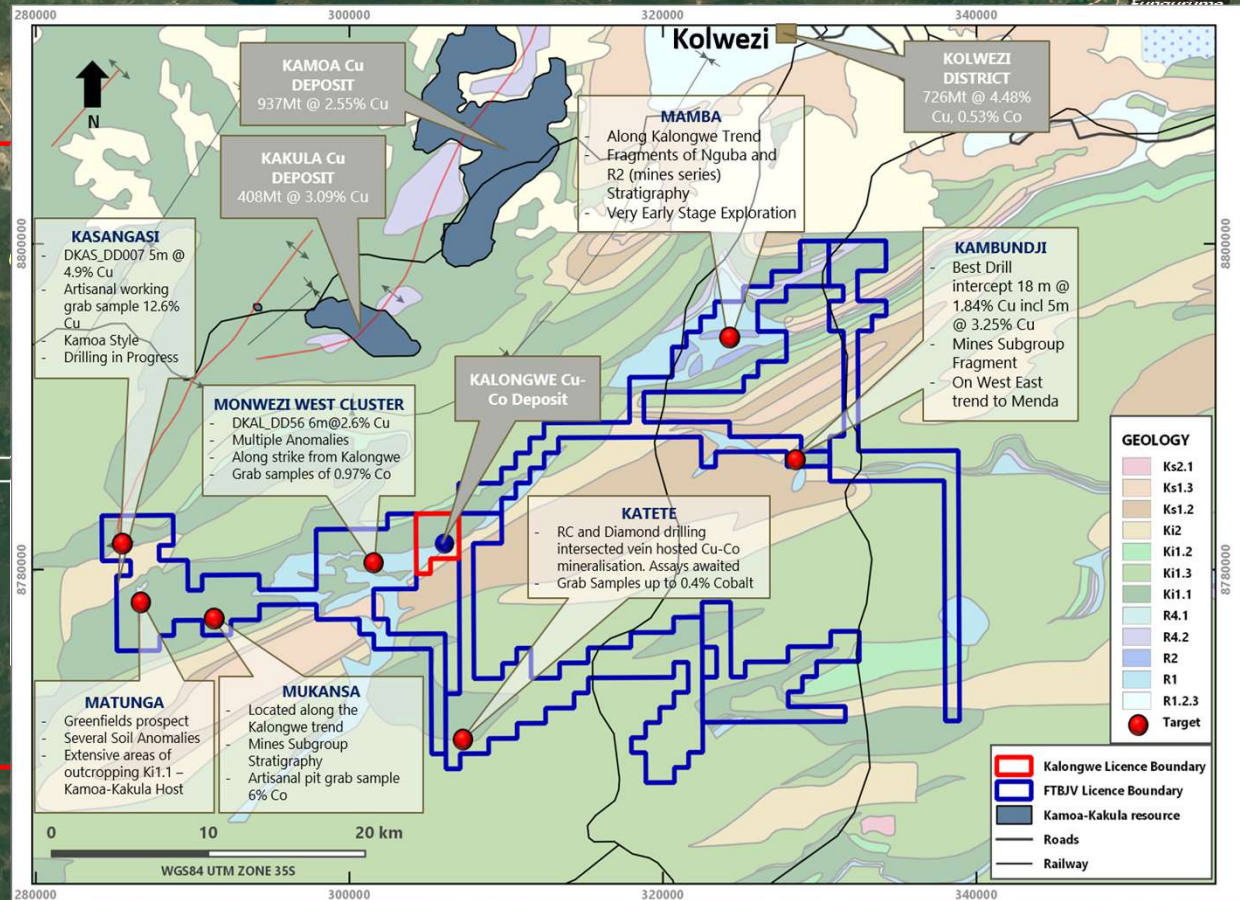 Fungurume
280000
300000
320000
340000
Kolwezi
N
KAMOA Cu
DEPOSIT
937Mt @ 2.55% Cu
KOLWEZI
DISTRICT
726Mt @ 4.48%
Cu, 0.53% Co
KAKULA Cu
DEPOSIT
408Mt @ 3.09% Cu
MAMBA
- Along Kalongwe Trend
- Fragments of Nguba and
R2 (mines series)
Stratigraphy
- Very Early Stage Exploration
8800000
8800000
KASANGASI
- DKAS_DD007 5m @
4.9% Cu
- Artisanal working
grab sample 12.6%
Cu
- Kamoa Style
- Drilling in Progress
KAMBUNDJI
- Best Drill
intercept 18 m @
1.84% Cu incl 5m
@ 3.25% Cu
- Mines Subgroup
Fragment
- On West East
trend to Menda
KALONGWE Cu-
Co Deposit
MONWEZI WEST CLUSTER
- DKAL_DD56 6m@2.6% Cu
- Multiple Anomalies
- Along strike from Kalongwe
- Grab samples of 0.97% Co
KATETE
- RC and Diamond drilling
intersected vein hosted Cu-Co
mineralisation. Assays awaited
- Grab Samples up to 0.4% Cobalt
8780000
8780000
MATUNGA
- Greenfields prospect
- Several Soil Anomalies
- Extensive areas of
outcropping Ki1.1 –
Kamoa-Kakula Host
MUKANSA
- Located along the
Kalongwe trend
- Mines Subgroup
Stratigraphy
- Artisanal pit grab sample
6% Co
GEOLOGY
Ks2.1
Ks1.3
Ks1.2
Ki2
Ki1.2
Ki1.3
Ki1.1
R4.1
R4.2
R2
R1
R1.2.3
Target
Kalongwe Licence Boundary
FTBJV Licence Boundary
Kamoa-Kakula resource
Roads
Railway
0 10 20 km
WGS84 UTM ZONE 35S
280000
300000
320000
340000